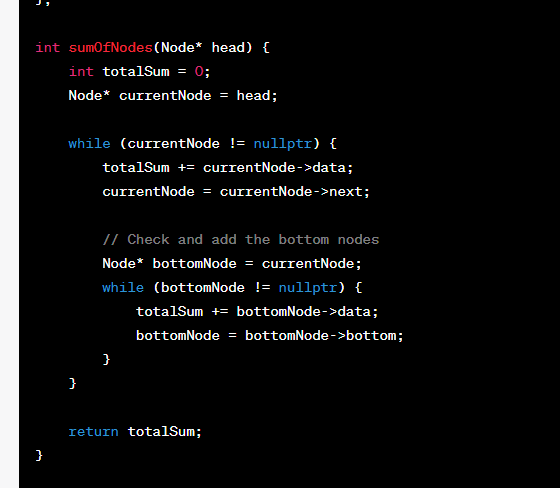 };
int sumOfNodes(Node* head) {
    int totalSum = 0;
    Node* currentNode = head;

    while (currentNode != nullptr) {
        totalSum += currentNode->data;
        currentNode = currentNode->next;

        // Check and add the bottom nodes
        Node* bottomNode = currentNode;
        while (bottomNode != nullptr) {
            totalSum += bottomNode->data;
            bottomNode = bottomNode->bottom;
        }
    }

    return totalSum;
}